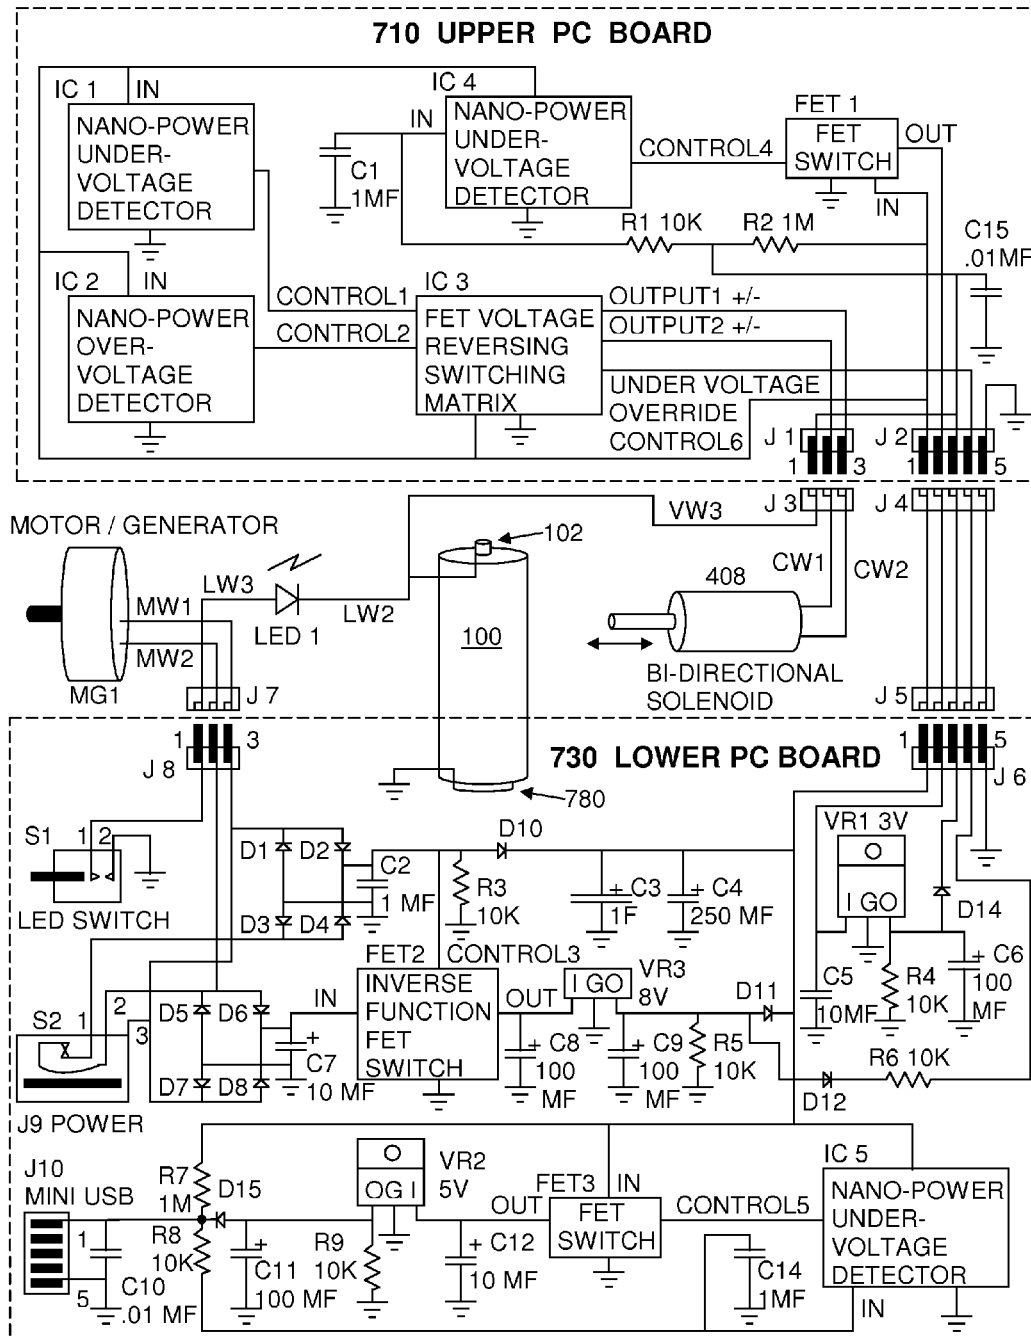 710 UPPER PC BOARD
IC 1
IN
NANO-POWER
UNDER-
VOLTAGE
DETECTOR
IC 4
IN
NANO-POWER
UNDER-
VOLTAGE
DETECTOR
C1
1MF
CONTROL4
FET 1
FET
SWITCH
OUT
IN
R1 10K
R2 1M
C15
.01MF
IC 2
IN
NANO-POWER
OVER-
VOLTAGE
DETECTOR
CONTROL1
CONTROL2
IC 3
FET VOLTAGE
REVERSING
SWITCHING
MATRIX
OUTPUT1 +/-
OUTPUT2 +/-
UNDER VOLTAGE
OVERRIDE
CONTROL6
J 1
1
3
J 2
1
5
J 3
J 4
MOTOR / GENERATOR
MW1
MW2
MG1
LW3
LED 1
LW2
VW3
102
100
CW1
CW2
408
BI-DIRECTIONAL
SOLENOID
J 7
J 5
1
3
J 8
730 LOWER PC BOARD
1
5
J 6
780
S1
1 2
LED SWITCH
D1
D2
D3
D4
C2
1 MF
R3
10K
D10
+ C3
1F
+ C4
250 MF
VR1 3V
I GO
D14
C5
10MF
R4
10K
+ C6
100
MF
S2
1
2
3
J9 POWER
D5
D6
D7
D8
IN
+
C7
10 MF
FET2
CONTROL3
INVERSE
FUNCTION
FET
SWITCH
OUT
I GO
VR3
8V
+ C8
100
MF
+ C9
100
MF
R5
10K
D11
D12
R6 10K
J10
MINI USB
1
5
C10
.01 MF
R7
1M
R8
10K
D15
+
C11
100 MF
R9
10K
OG I
VR2
5V
+ C12
10 MF
OUT
FET3
IN
FET
SWITCH
CONTROL5
C14
1MF
IC 5
NANO-POWER
UNDER-
VOLTAGE
DETECTOR
IN